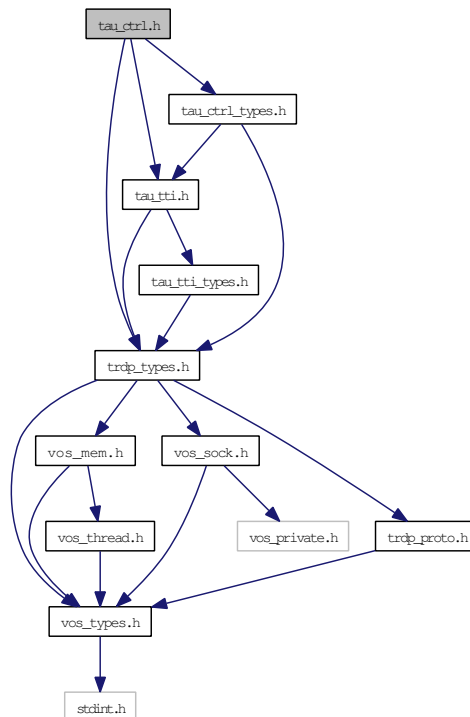 tau_ctrl.h
tau_ctrl_types.h
tau_tti.h
tau_tti_types.h
trdp_types.h
vos_mem.h
vos_sock.h
vos_thread.h
vos_private.h
trdp_proto.h
vos_types.h
stdint.h